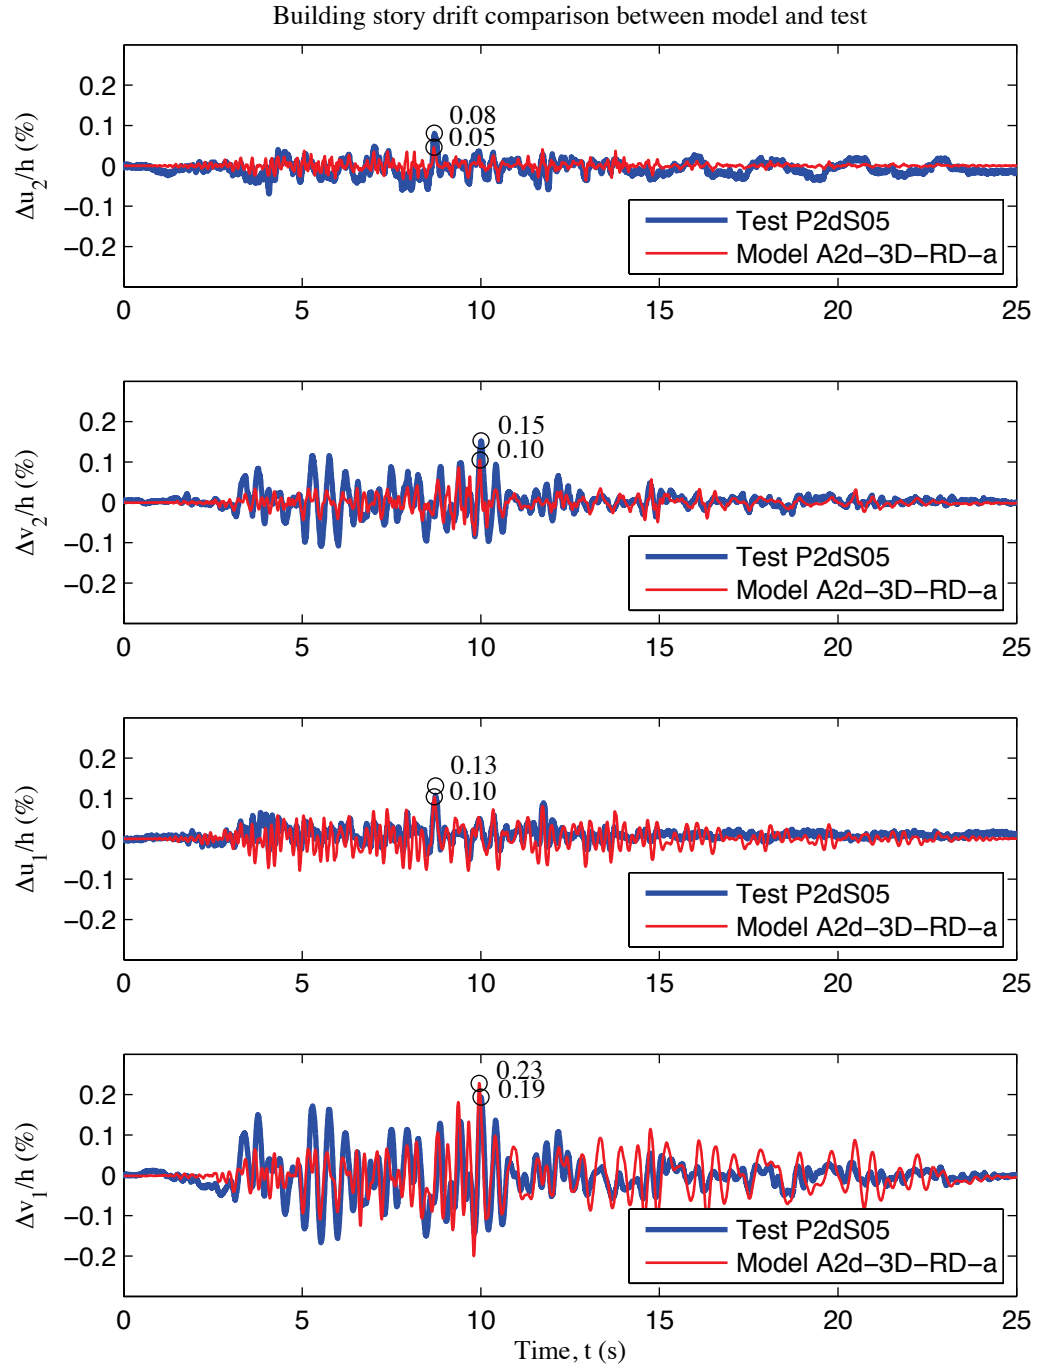 Building story drift comparison between model and test
Δu₂/h (%)
0.2
0.1
0
−0.1
−0.2
0.08
0.05
Test P2dS05
Model A2d−3D−RD−a
0 5 10 15 20 25
Δv₂/h (%)
0.2
0.1
0
−0.1
−0.2
0.15
0.10
Test P2dS05
Model A2d−3D−RD−a
0 5 10 15 20 25
Δu₁/h (%)
0.2
0.1
0
−0.1
−0.2
0.13
0.10
Test P2dS05
Model A2d−3D−RD−a
0 5 10 15 20 25
Δv₁/h (%)
0.2
0.1
0
−0.1
−0.2
0.23
0.19
Test P2dS05
Model A2d−3D−RD−a
0 5 10 15 20 25
Time, t (s)